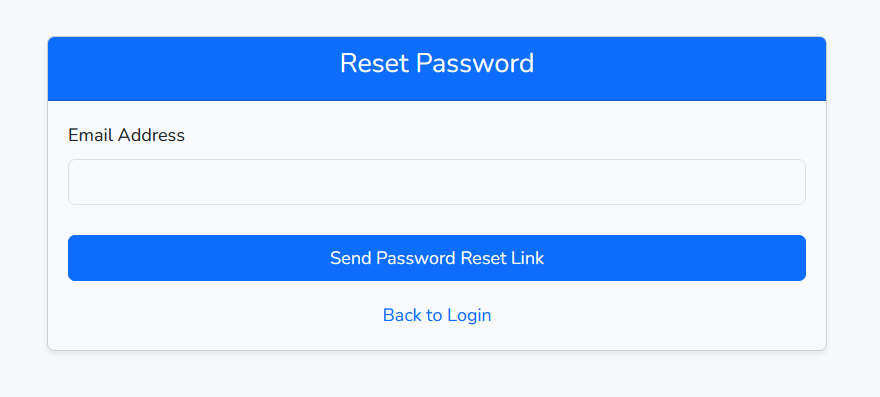 Reset Password
Email Address
Send Password Reset Link
Back to Login